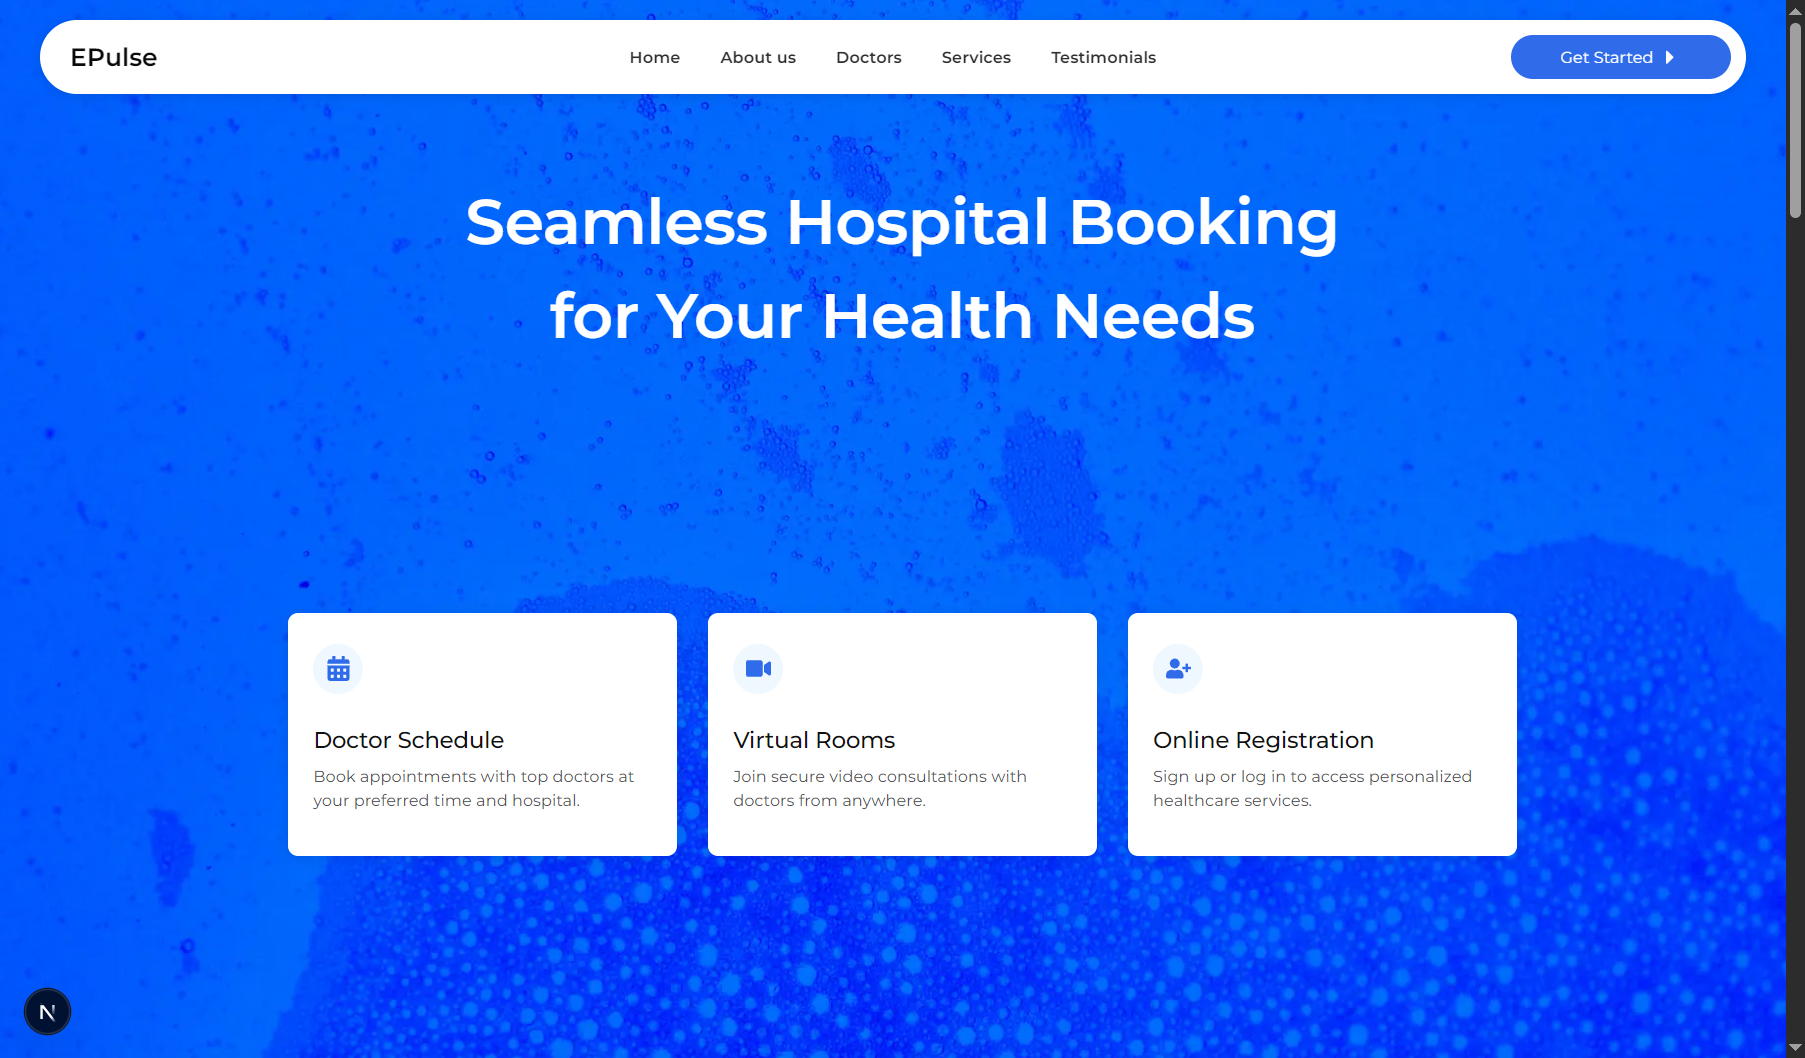 EPulse
Home
About us
Doctors
Services
Testimonials
Get Started
Seamless Hospital Booking
for Your Health Needs
Doctor Schedule
Book appointments with top doctors at
your preferred time and hospital.
Virtual Rooms
Join secure video consultations with
doctors from anywhere.
Online Registration
Sign up or log in to access personalized
healthcare services.
N